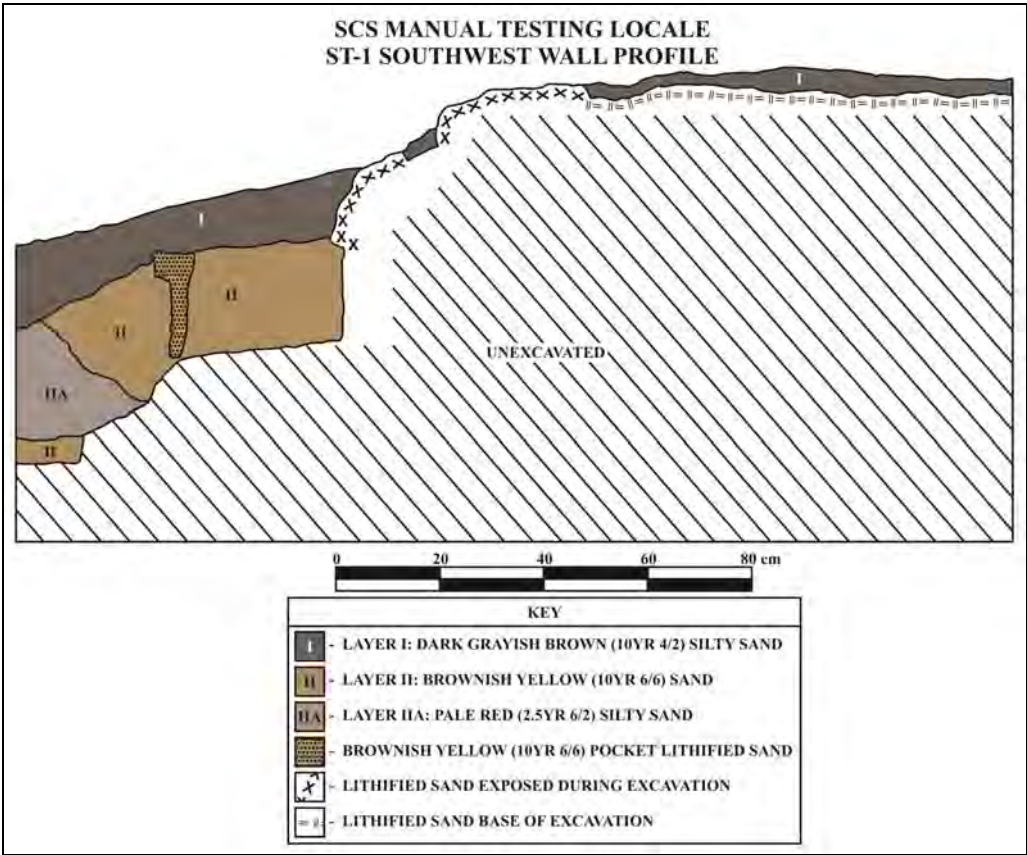 SCS MANUAL TESTING LOCALE
ST-1 SOUTHWEST WALL PROFILE
I
I
II
II
UNEXCAVATED
IIA
II
0 20 40 60 80 cm
KEY
I - LAYER I: DARK GRAYISH BROWN (10YR 4/2) SILTY SAND
II - LAYER II: BROWNISH YELLOW (10YR 6/6) SAND
IIA - LAYER IIA: PALE RED (2.5YR 6/2) SILTY SAND
- BROWNISH YELLOW (10YR 6/6) POCKET LITHIFIED SAND
- LITHIFIED SAND EXPOSED DURING EXCAVATION
- LITHIFIED SAND BASE OF EXCAVATION